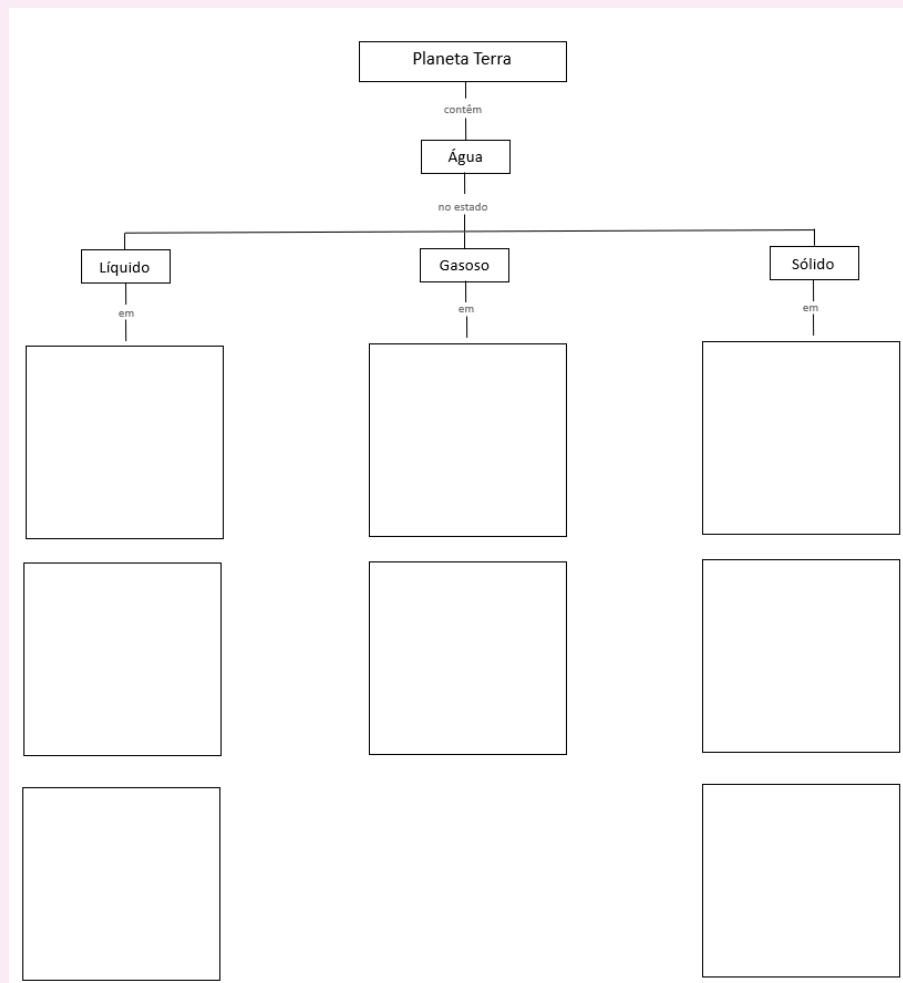 Planeta Terra
contêm
Água
no estado
Líquido
Gasoso
Sólido
em
em
em